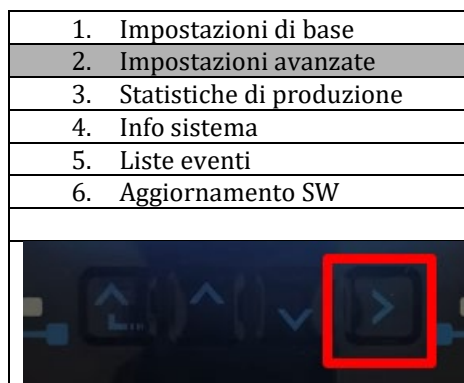 1. Impostazioni di base
2. Impostazioni avanzate
3. Statistiche di produzione
4. Info sistema
5. Liste eventi
6. Aggiornamento SW